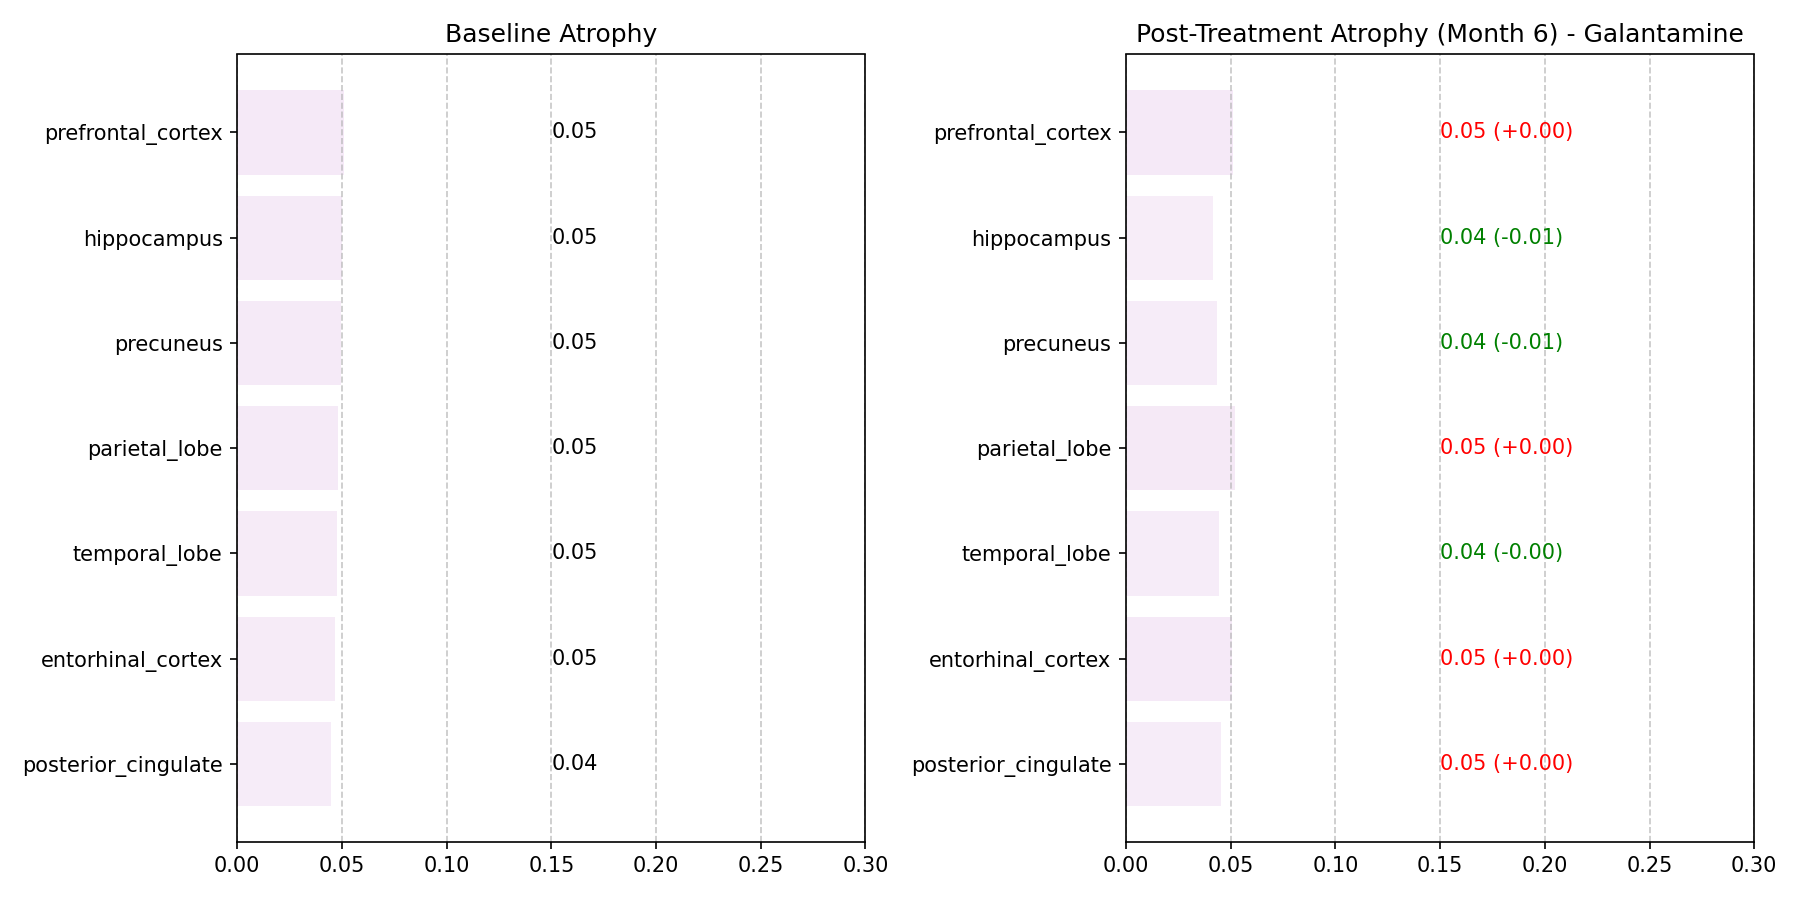 Baseline Atrophy
prefrontal_cortex 0.05
hippocampus 0.05
precuneus 0.05
parietal_lobe 0.05
temporal_lobe 0.05
entorhinal_cortex 0.05
posterior_cingulate 0.04
0.00 0.05 0.10 0.15 0.20 0.25 0.30
Post-Treatment Atrophy (Month 6) - Galantamine
prefrontal_cortex 0.05 (+0.00)
hippocampus 0.04 (-0.01)
precuneus 0.04 (-0.01)
parietal_lobe 0.05 (+0.00)
temporal_lobe 0.04 (-0.00)
entorhinal_cortex 0.05 (+0.00)
posterior_cingulate 0.05 (+0.00)
0.00 0.05 0.10 0.15 0.20 0.25 0.30